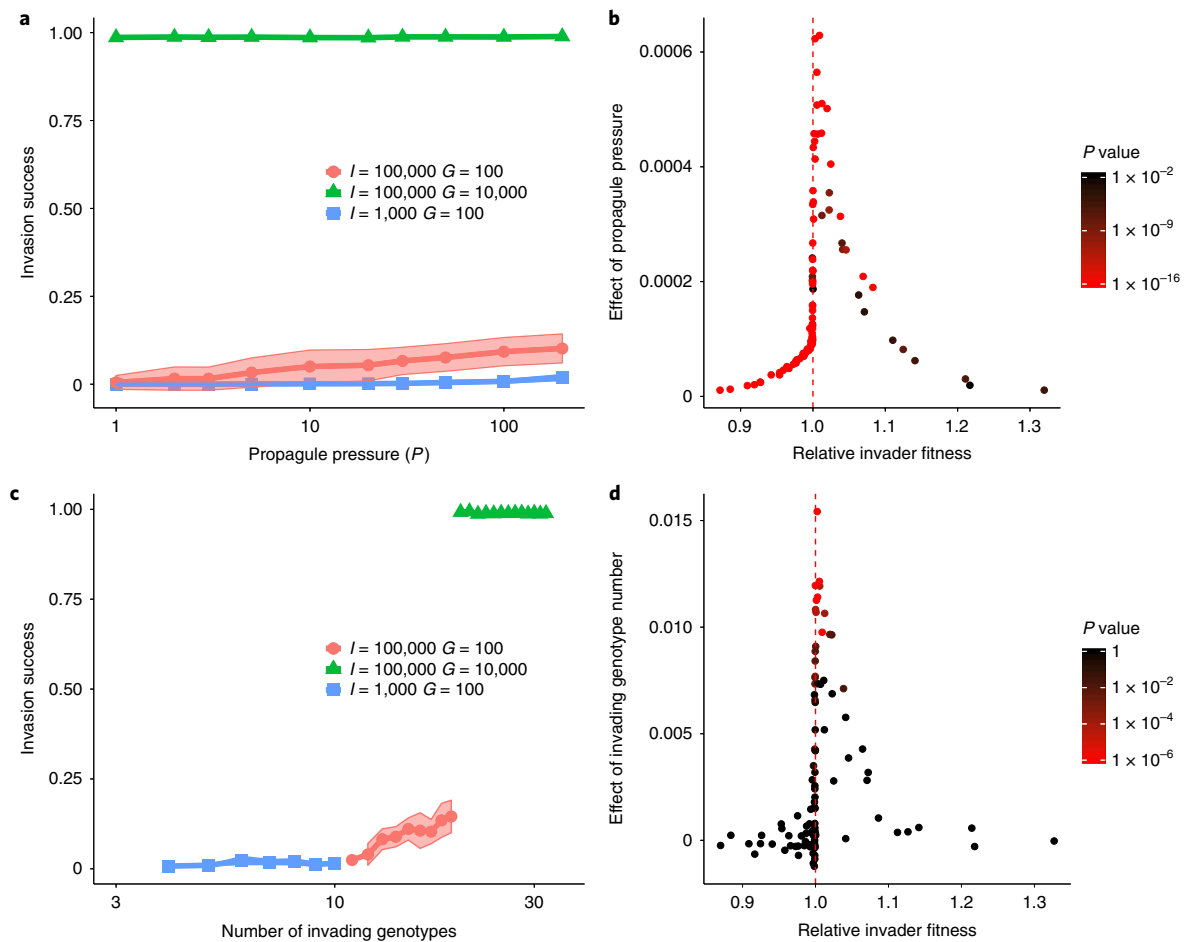 a
1.00
0.75
0.50
0.25
0
Invasion success
I = 100,000 G = 100
I = 100,000 G = 10,000
I = 1,000 G = 100
1
10
100
Propagule pressure (P)
b
0.0006
0.0004
0.0002
0
Effect of propagule pressure
0.9
1.0
1.1
1.2
1.3
Relative invader fitness
P value
1 × 10⁻²
1 × 10⁻⁹
1 × 10⁻¹⁶
c
1.00
0.75
0.50
0.25
0
Invasion success
I = 100,000 G = 100
I = 100,000 G = 10,000
I = 1,000 G = 100
3
10
30
Number of invading genotypes
d
0.015
0.010
0.005
0
Effect of invading genotype number
0.9
1.0
1.1
1.2
1.3
Relative invader fitness
P value
1
1 × 10⁻²
1 × 10⁻⁴
1 × 10⁻⁶